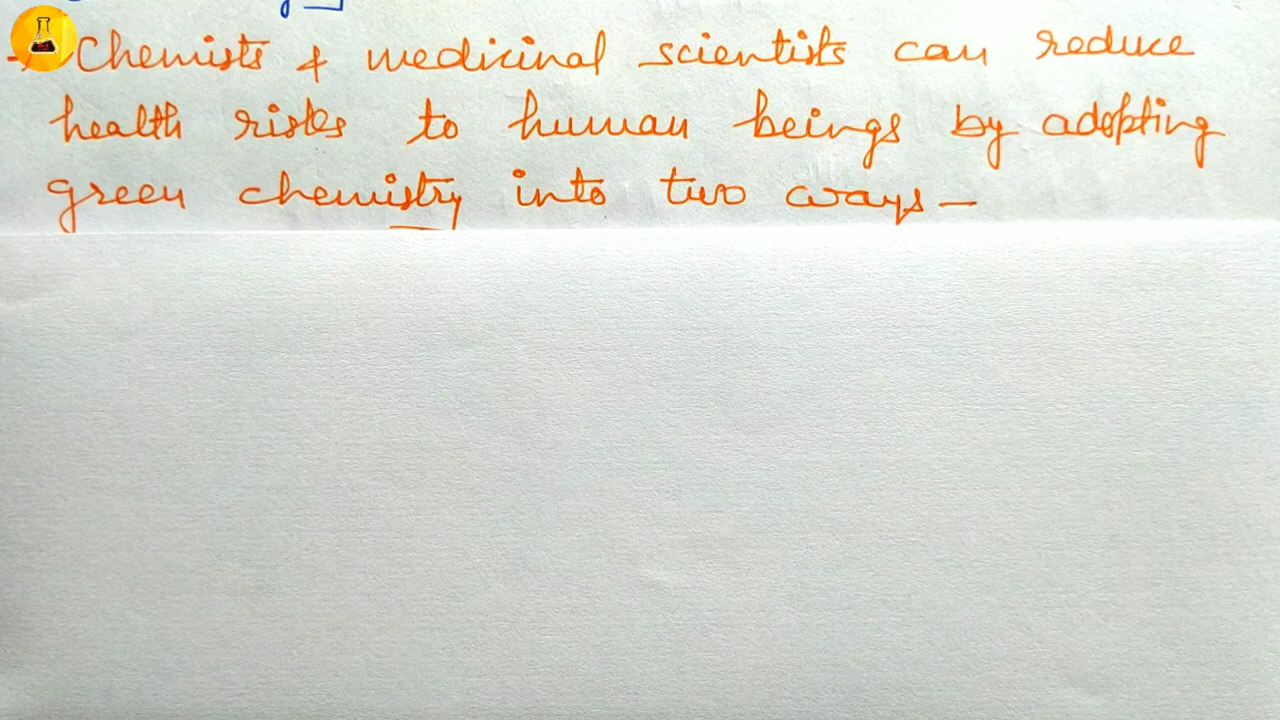 → Chemists & medicinal scientists can reduce
health risks to human beings by adopting
green chemistry into two ways –